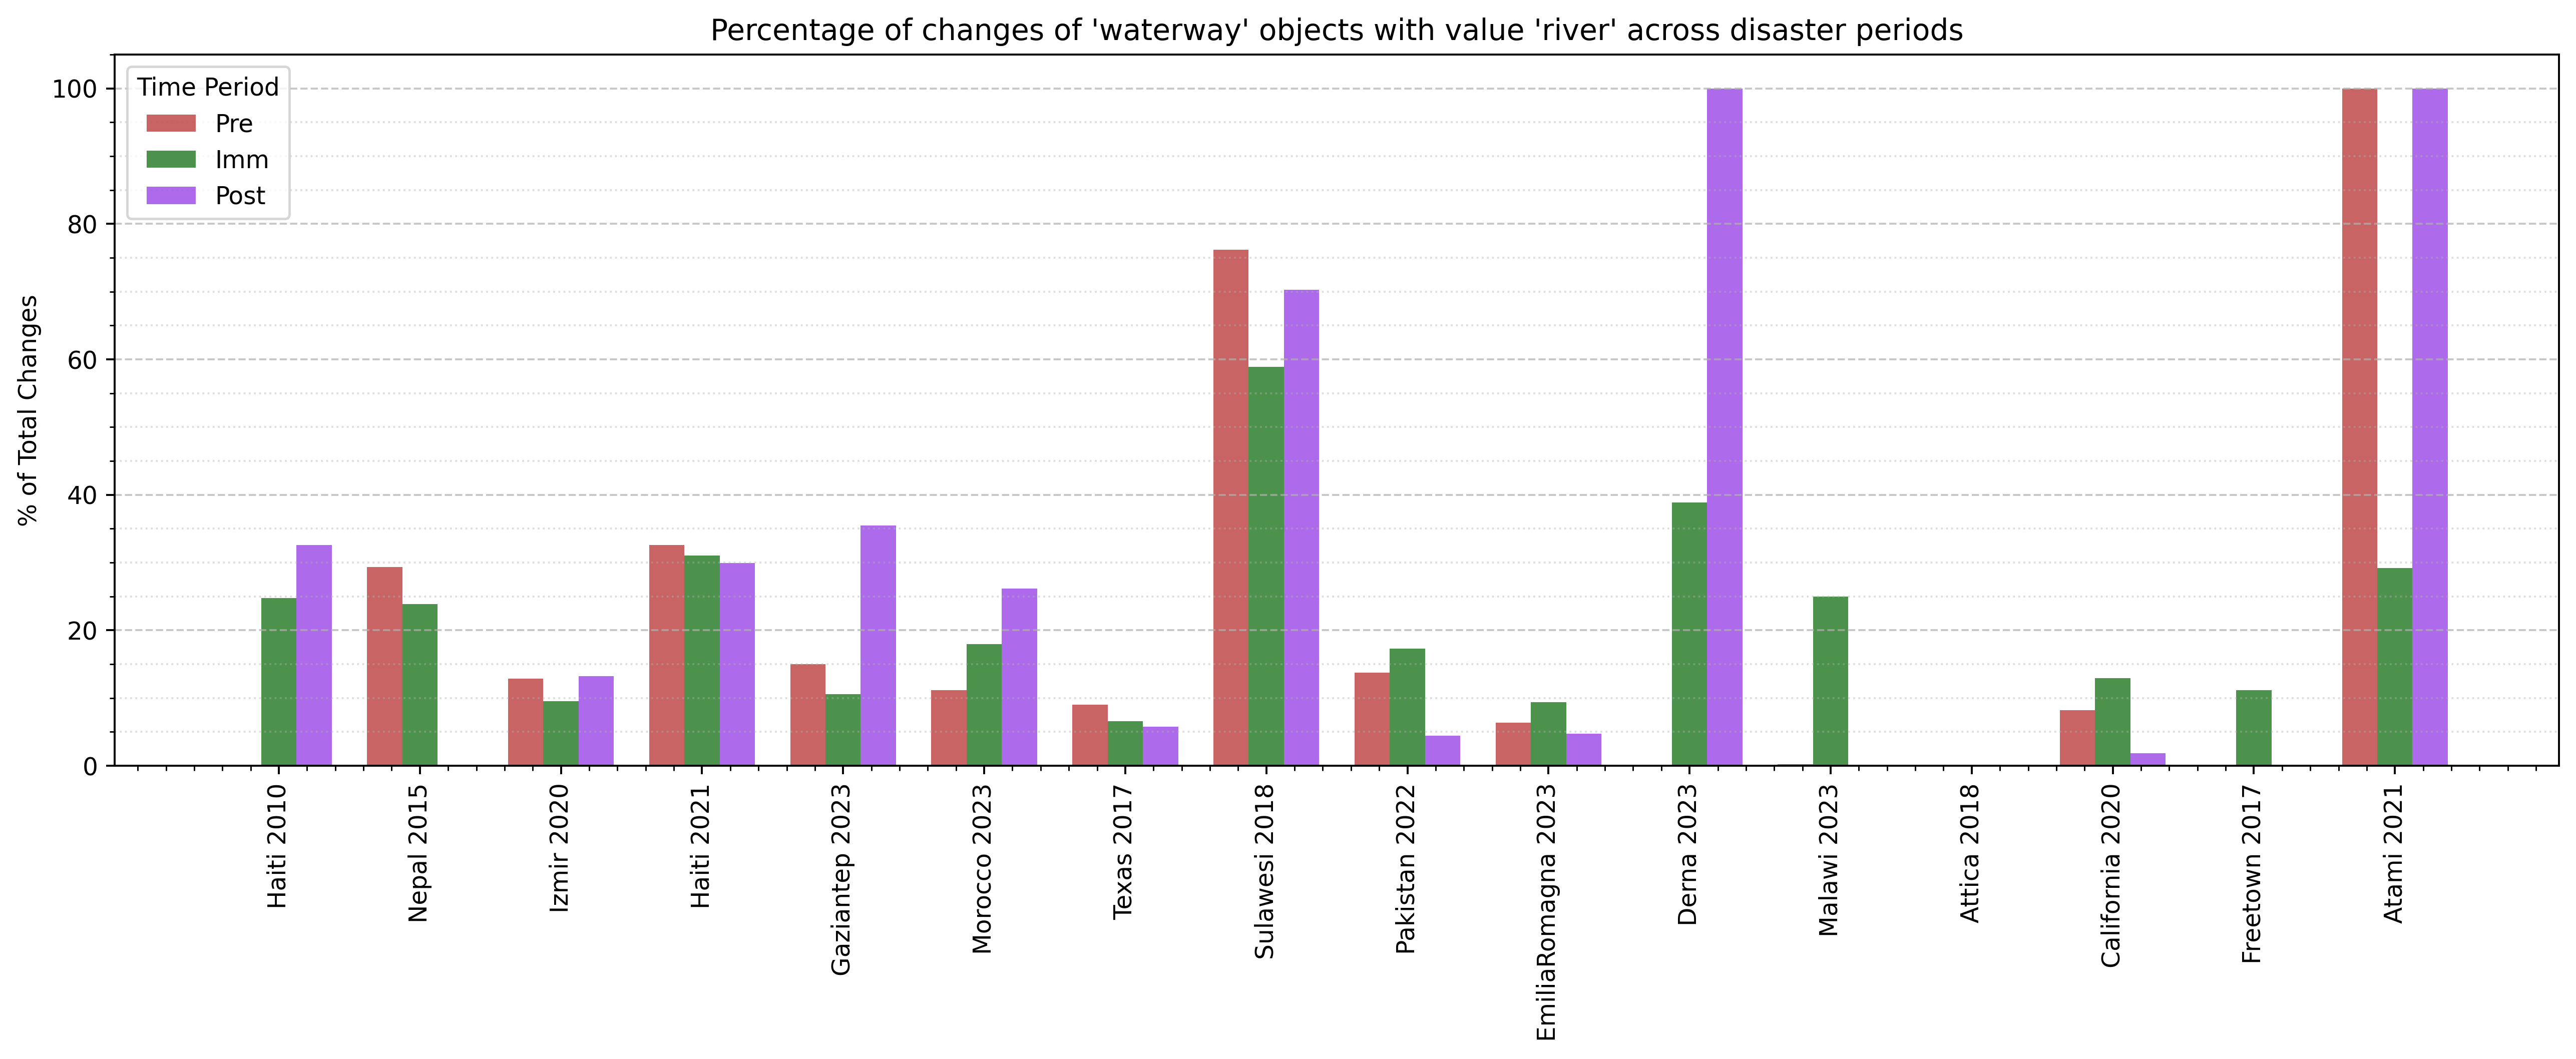 Percentage of changes of 'waterway' objects with value 'river' across disaster periods
% of Total Changes
100
80
60
40
20
0
Time Period
Pre
Imm
Post
Haiti 2010
Nepal 2015
Izmir 2020
Haiti 2021
Gaziantep 2023
Morocco 2023
Texas 2017
Sulawesi 2018
Pakistan 2022
EmiliaRomagna 2023
Derna 2023
Malawi 2023
Attica 2018
California 2020
Freetown 2017
Atami 2021